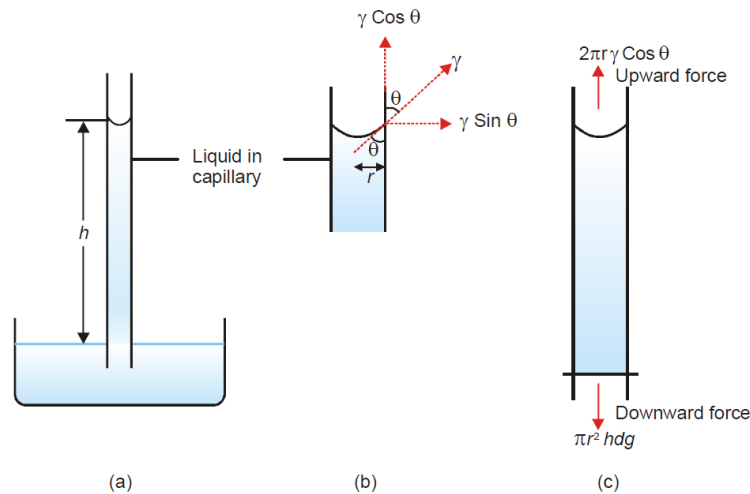 γ Cos θ
γ
θ
γ Sin θ
θ
r
2πr γ Cos θ
Upward force
Liquid in
capillary
h
Downward force
πr² hdg
(a)
(b)
(c)